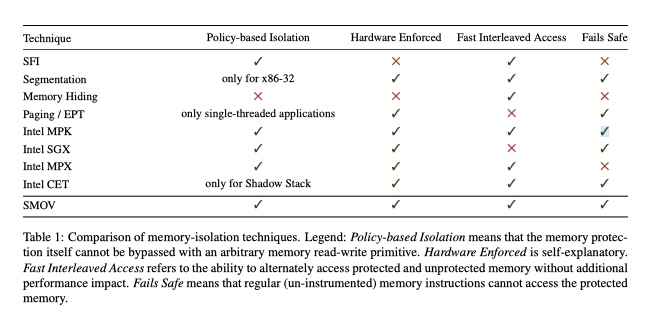 Technique Policy-based Isolation Hardware Enforced Fast Interleaved Access Fails Safe
SFI ✓ ✕ ✓ ✕
Segmentation only for x86-32 ✓ ✓ ✓
Memory Hiding ✕ ✕ ✓ ✕
Paging / EPT only single-threaded applications ✓ ✕ ✓
Intel MPK ✓ ✓ ✓ ✓
Intel SGX ✓ ✓ ✕ ✓
Intel MPX ✓ ✓ ✓ ✕
Intel CET only for Shadow Stack ✓ ✓ ✓
SMOV ✓ ✓ ✓ ✓
Table 1: Comparison of memory-isolation techniques. Legend: Policy-based Isolation means that the memory protec-
tion itself cannot be bypassed with an arbitrary memory read-write primitive. Hardware Enforced is self-explanatory.
Fast Interleaved Access refers to the ability to alternately access protected and unprotected memory without additional
performance impact. Fails Safe means that regular (un-instrumented) memory instructions cannot access the protected
memory.